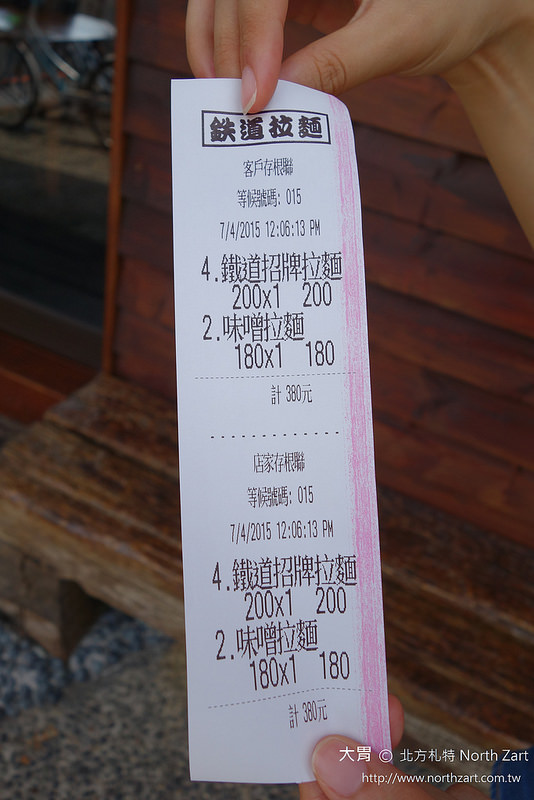 鉄道拉麵
客戶存根聯
等候號碼: 015
7/4/2015 12:06:13 PM
4.鐵道招牌拉麵
200x1 200
2.味噌拉麵
180x1 180
計 380元
店家存根聯
等候號碼: 015
7/4/2015 12:06:13 PM
4.鐵道招牌拉麵
200x1 200
2.味噌拉麵
180x1 180
計 380元
大胃 © 北方札特 North Zart
http://www.northzart.com.tw